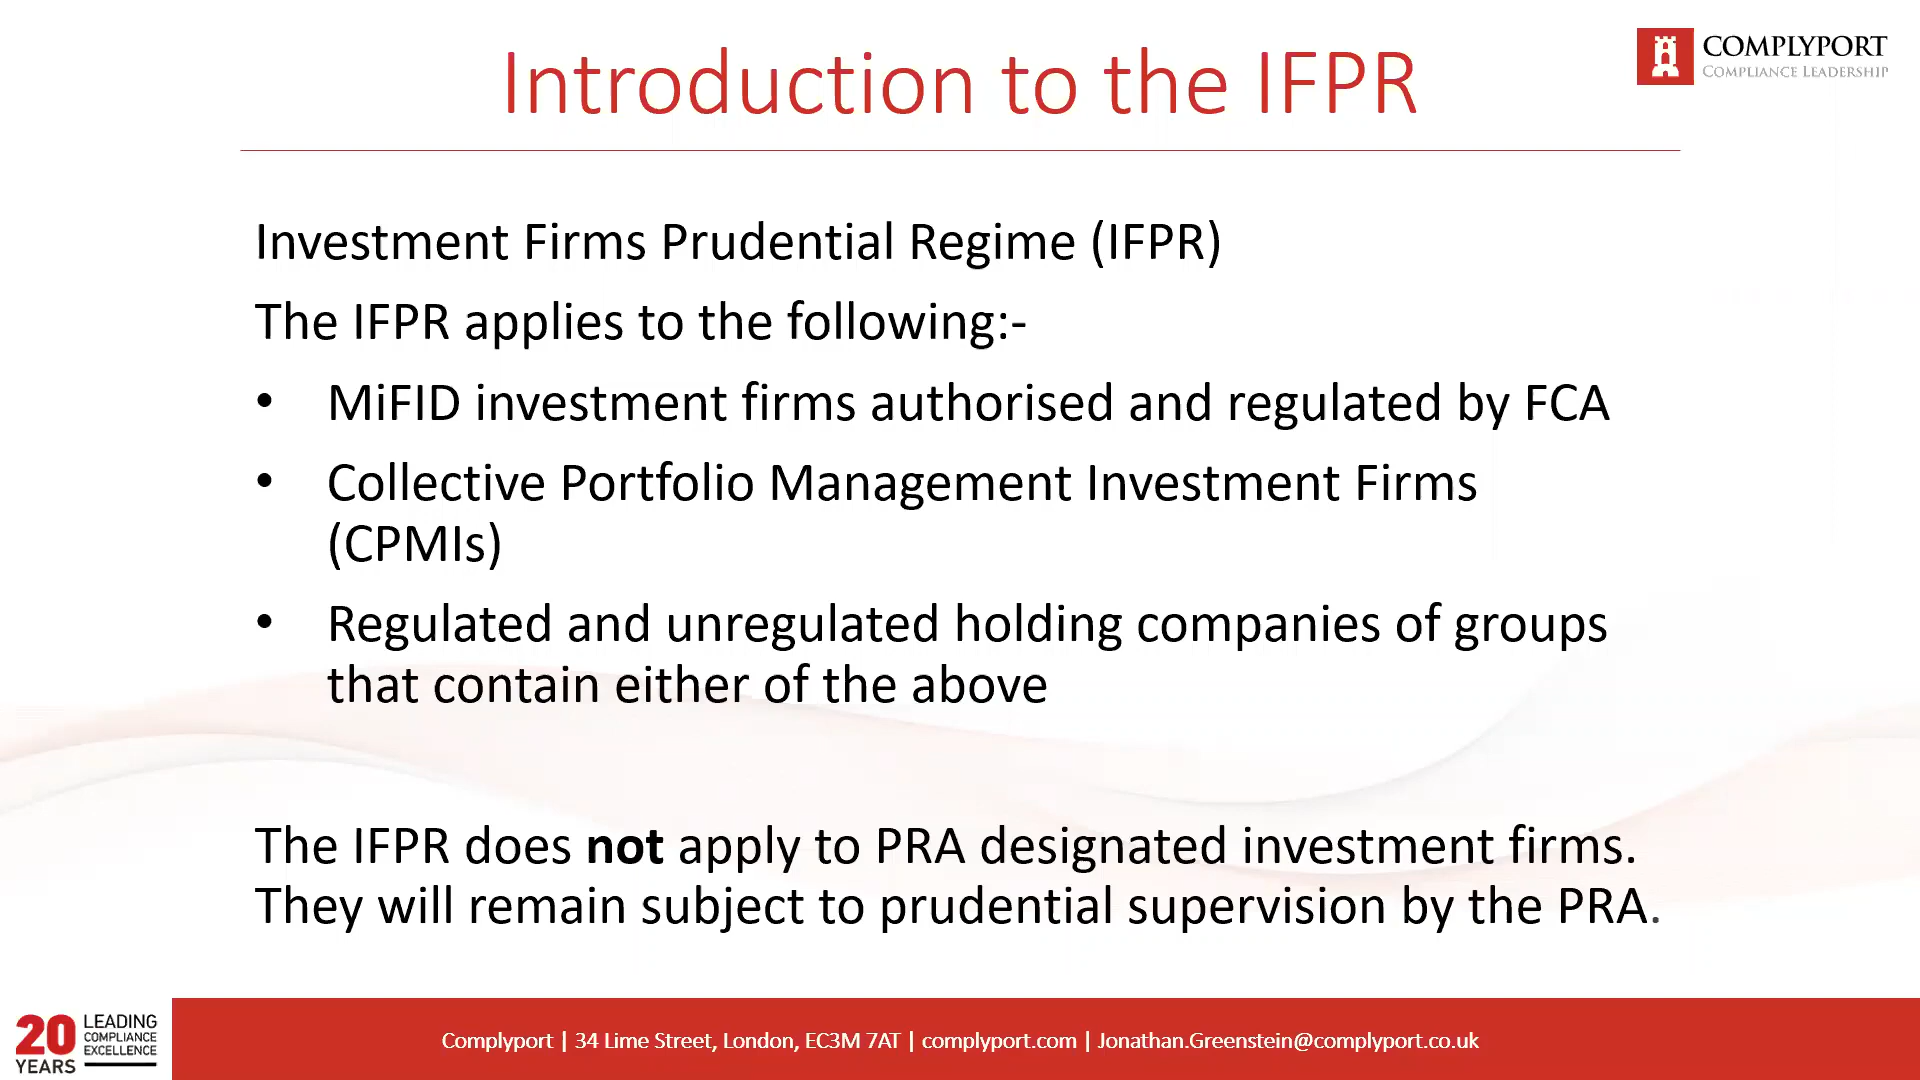 Introduction to the IFPR
COMPLYPORT
COMPLIANCE LEADERSHIP
Investment Firms Prudential Regime (IFPR)
The IFPR applies to the following:-
• MiFID investment firms authorised and regulated by FCA
• Collective Portfolio Management Investment Firms
(CPMIs)
• Regulated and unregulated holding companies of groups
that contain either of the above
The IFPR does not apply to PRA designated investment firms.
They will remain subject to prudential supervision by the PRA.
20 YEARS
LEADING
COMPLIANCE
EXCELLENCE
Complyport | 34 Lime Street, London, EC3M 7AT | complyport.com | Jonathan.Greenstein@complyport.co.uk